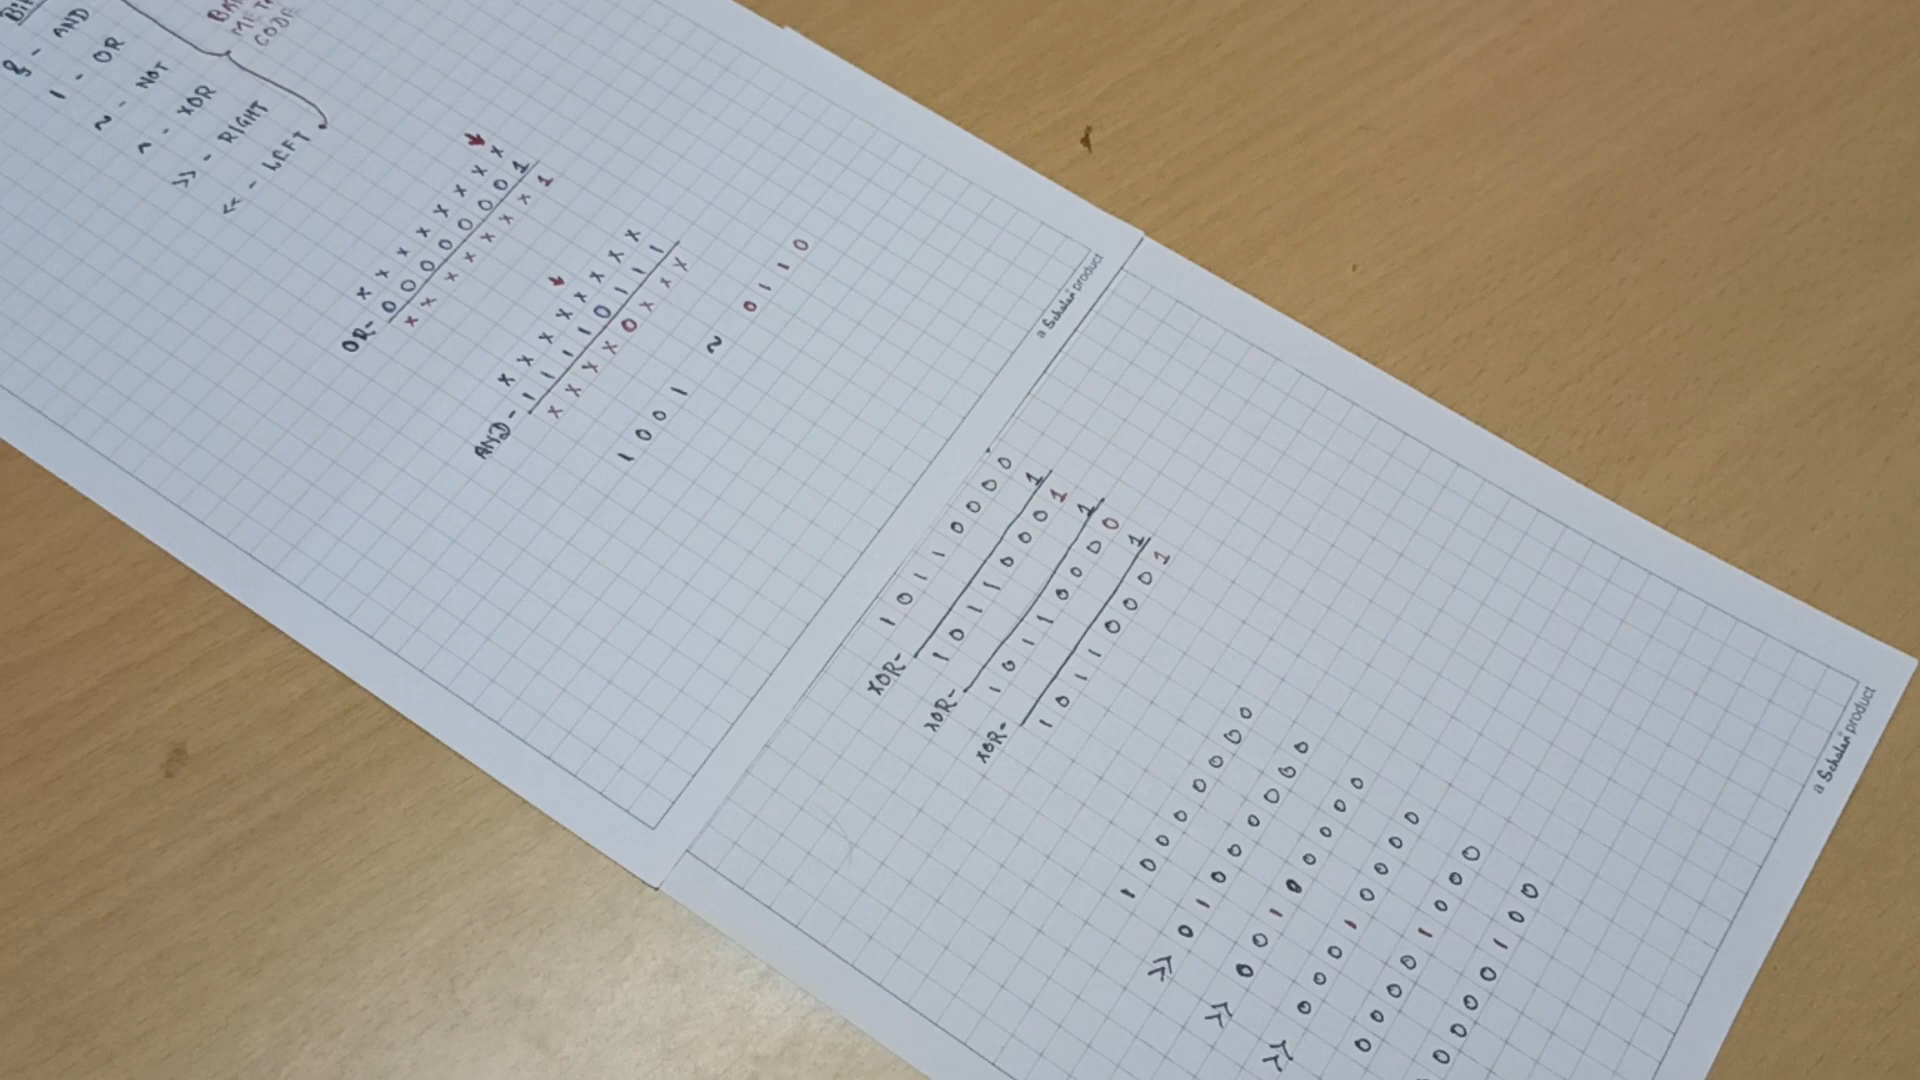 & - AND
| - OR
~ - NOT
^ - XOR
>> - RIGHT
<< - LEFT
x x x x x x x x
OR- 0 0 0 0 0 0 0 1
x x x x x x x 1
x x x x x x x x
AND- 1 1 1 1 0 1 1 1
x x x x 0 x x x
1 0 0 1 ~ 0 1 1 0
a Scholar product
1 0 1 1 0 0 0 0
XOR- 1
1 0 1 1 0 0 0 1
XOR- 1
1 0 1 1 0 0 0 0
XOR- 1
1 0 1 1 0 0 0 1
1 0 0 0 0 0 0 0
>> 0 1 0 0 0 0 0 0
>> 0 0 1 0 0 0 0 0
>> 0 0 0 1 0 0 0 0
0 0 0 0 1 0 0 0
0 0 0 1 0 0
a Scholar product